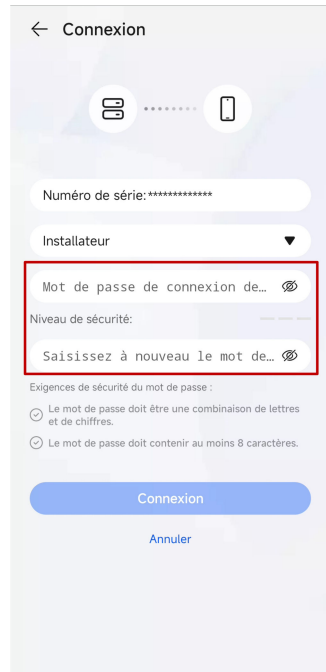 Connexion
Numéro de série:*************
Installateur
Mot de passe de connexion de…
Niveau de sécurité:
Saisissez à nouveau le mot de…
Exigences de sécurité du mot de passe :
Le mot de passe doit être une combinaison de lettres
et de chiffres.
Le mot de passe doit contenir au moins 8 caractères.
Connexion
Annuler